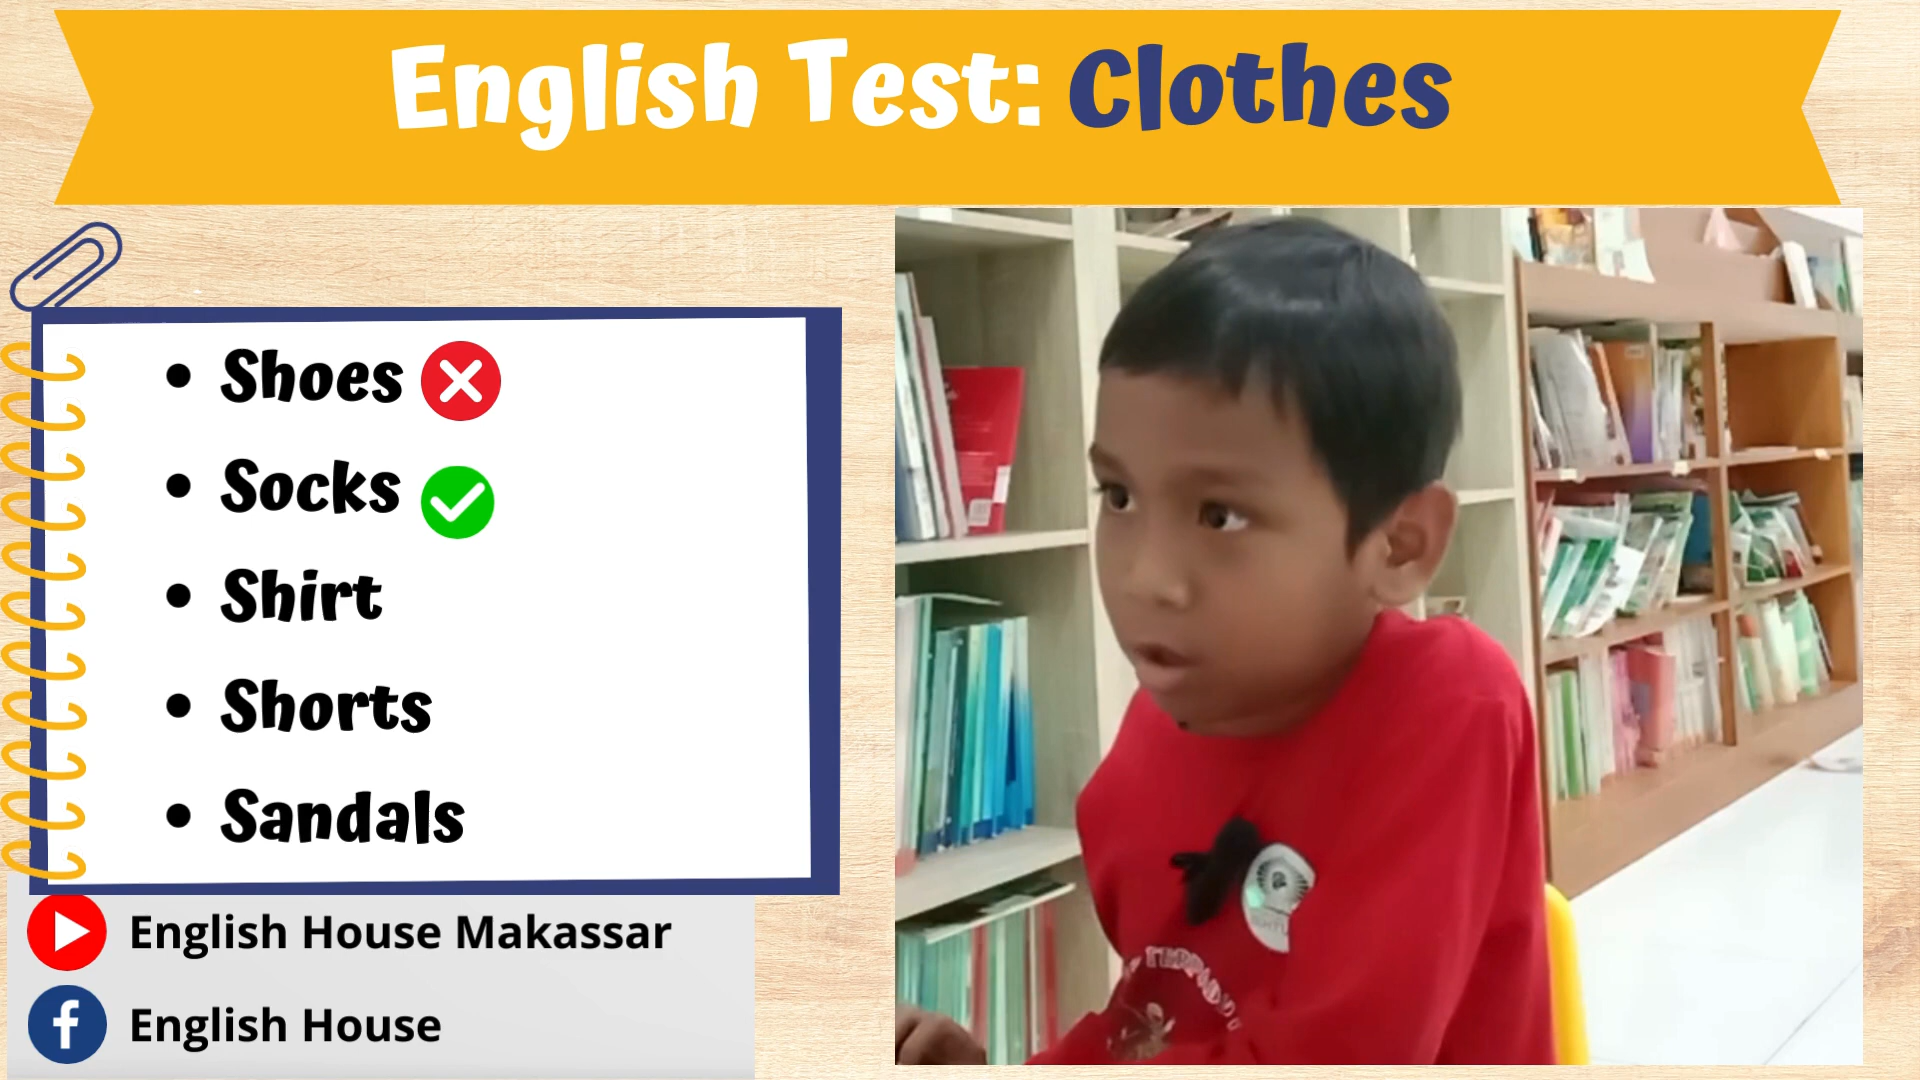 English Test: Clothes
Shoes
Socks
Shirt
Shorts
Sandals
English House Makassar
English House